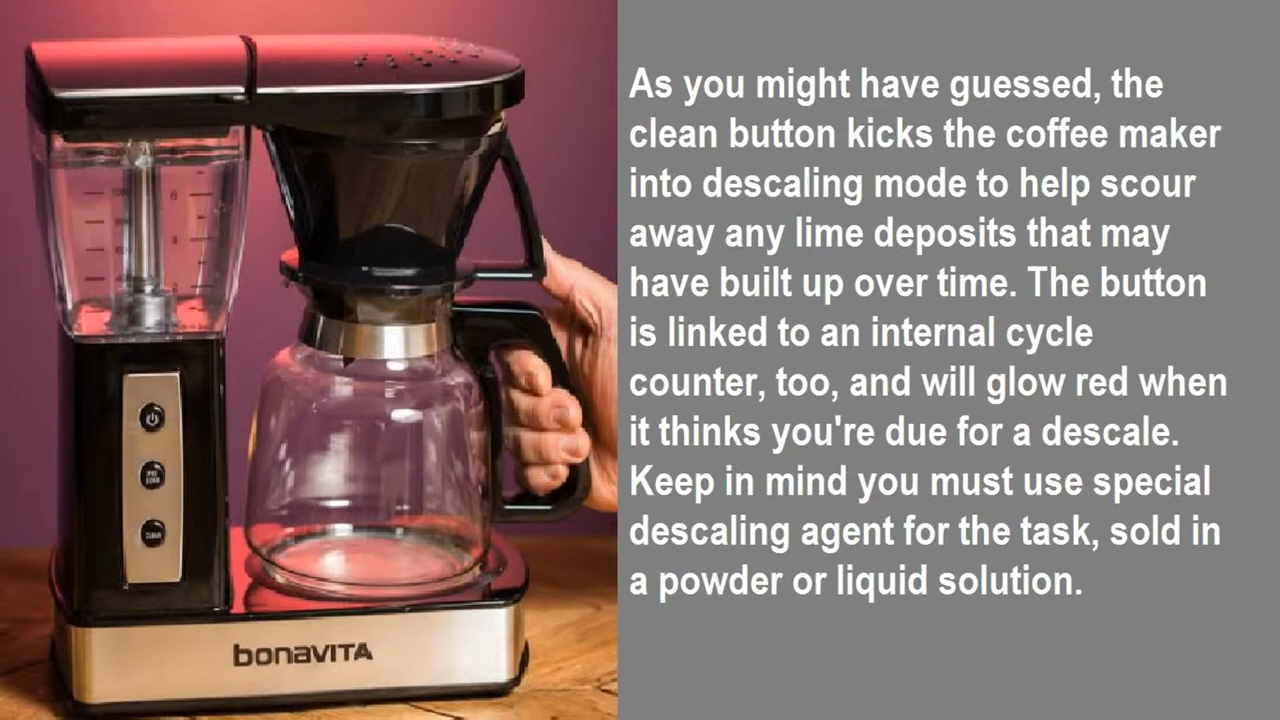 As you might have guessed, the
clean button kicks the coffee maker
into descaling mode to help scour
away any lime deposits that may
have built up over time. The button
is linked to an internal cycle
counter, too, and will glow red when
it thinks you're due for a descale.
Keep in mind you must use special
descaling agent for the task, sold in
a powder or liquid solution.
CLEAN
bonaVITA